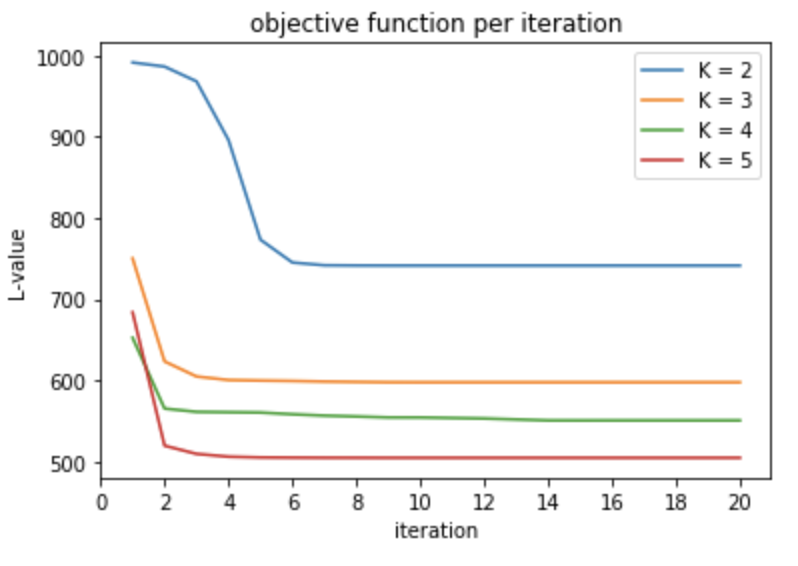 objective function per iteration
1000
900
800
700
600
500
L-value
K = 2
K = 3
K = 4
K = 5
0 2 4 6 8 10 12 14 16 18 20
iteration